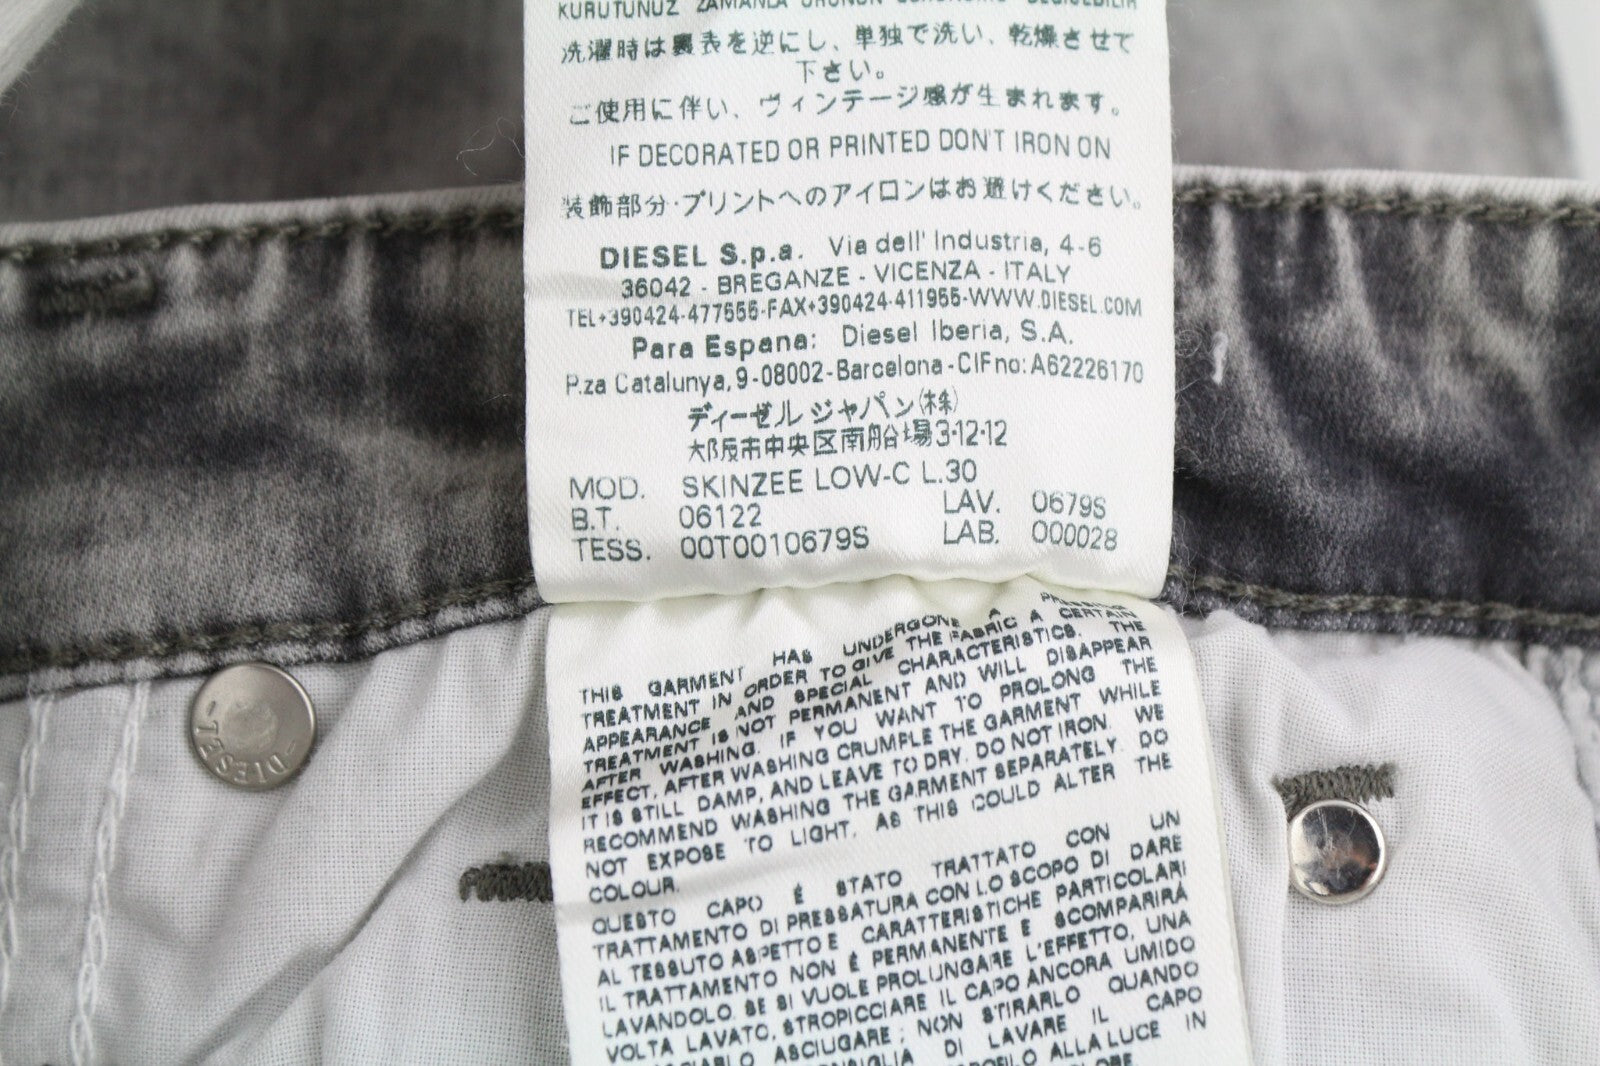 KURUTUNUZ ZAMANLA ÜRÜNÜN
洗濯時は裏表を逆にし、単独で洗い、乾燥させて
下さい。
ご使用に伴い、ヴィンテージ感が生まれます。
IF DECORATED OR PRINTED DON'T IRON ON
装飾部分・プリントへのアイロンはお避けください。
DIESEL S.p.a. Via dell' Industria, 4-6
36042 - BREGANZE - VICENZA - ITALY
TEL+390424-477555-FAX+390424-411955-WWW.DIESEL.COM
Para Espana: Diesel Iberia, S.A.
P.za Catalunya, 9-08002-Barcelona-CIFno:A62226170
ディーゼル ジャパン(株)
大阪市中央区南船場3-12-12
MOD. SKINZEE LOW-C L.30
B.T. 06122 LAV. 0679S
TESS. 00T0010679S LAB. 000028
THIS GARMENT HAS UNDERGONE A
TREATMENT IN ORDER TO GIVE THE FABRIC A CERTAIN
APPEARANCE AND SPECIAL CHARACTERISTICS. THE
TREATMENT IS NOT PERMANENT AND WILL DISAPPEAR
AFTER WASHING. IF YOU WANT TO PROLONG THE
EFFECT, AFTER WASHING CRUMPLE THE GARMENT WHILE
IT IS STILL DAMP, AND LEAVE TO DRY. DO NOT IRON. WE
RECOMMEND WASHING THE GARMENT SEPARATELY. DO
NOT EXPOSE TO LIGHT, AS THIS COULD ALTER THE
COLOUR.
QUESTO CAPO É STATO TRATTATO CON UN
TRATTAMENTO DI PRESSATURA CON LO SCOPO DI DARE
AL TESSUTO ASPETTO E CARATTERISTICHE PARTICOLARI
IL TRATTAMENTO NON É PERMANENTE E SCOMPARIRÁ
LAVANDOLO. SE SI VUOLE PROLUNGARE L'EFFETTO, UNA
VOLTA LAVATO, STROPICCIARE IL CAPO ANCORA UMIDO
ASCIUGARE; NON STIRARLO QUANDO
DI LAVARE IL CAPO
ALLA LUCE IN
DIESEL